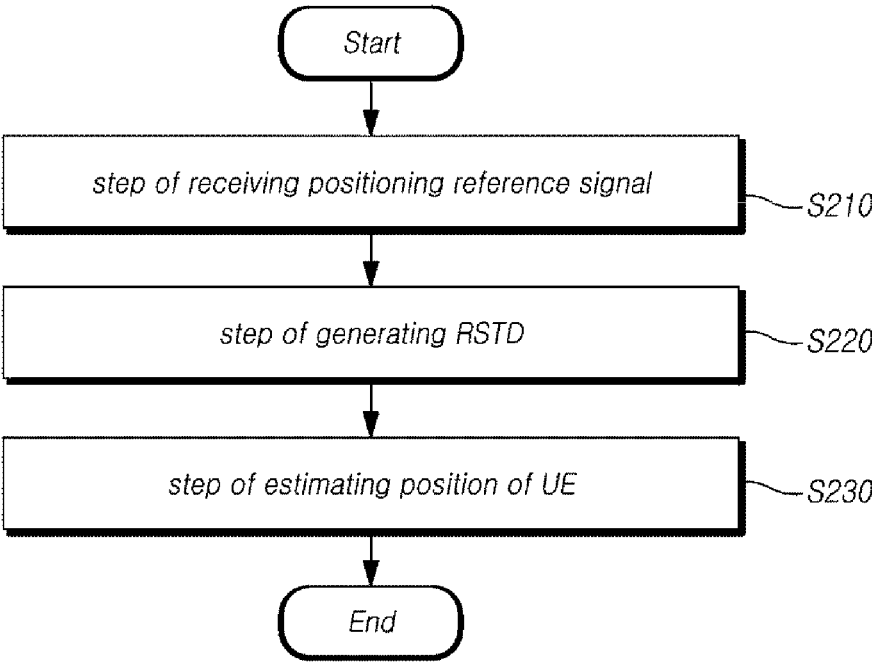 Start
step of receiving positioning reference signal
S210
step of generating RSTD
S220
step of estimating position of UE
S230
End